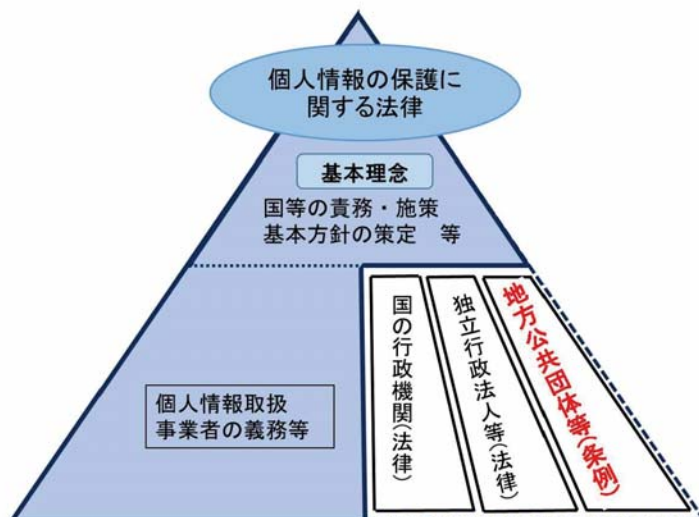 個人情報の保護に
関する法律
基本理念
国等の責務・施策
基本方針の策定　等
個人情報取扱
事業者の義務等
国の行政機関(法律)
独立行政法人等(法律)
地方公共団体等(条例)